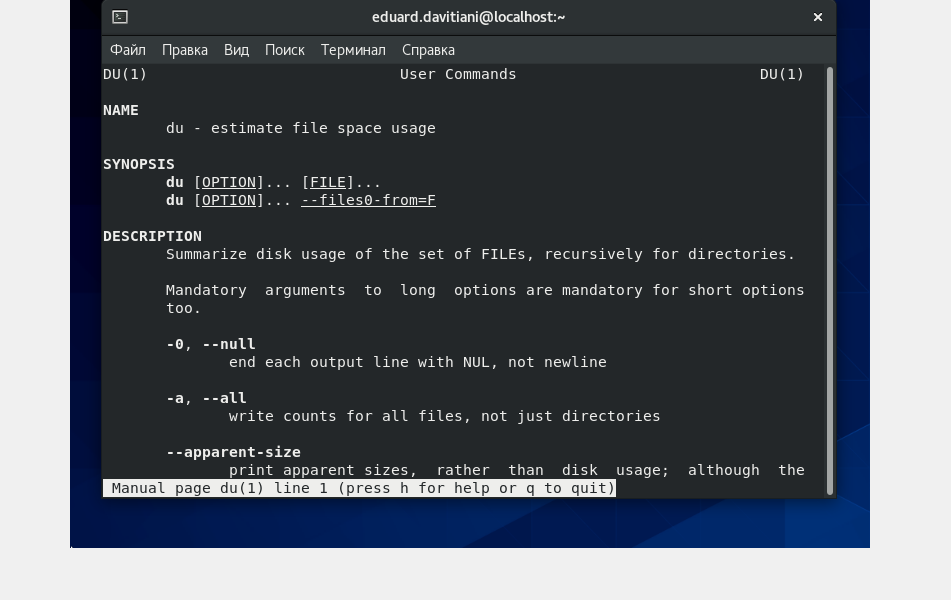 eduard.davitiani@localhost:~
Файл Правка Вид Поиск Терминал Справка
DU(1) User Commands DU(1)
NAME
du - estimate file space usage
SYNOPSIS
du [OPTION]... [FILE]...
du [OPTION]... --files0-from=F
DESCRIPTION
Summarize disk usage of the set of FILEs, recursively for directories.
Mandatory arguments to long options are mandatory for short options
too.
-0, --null
end each output line with NUL, not newline
-a, --all
write counts for all files, not just directories
--apparent-size
print apparent sizes, rather than disk usage; although the
Manual page du(1) line 1 (press h for help or q to quit)